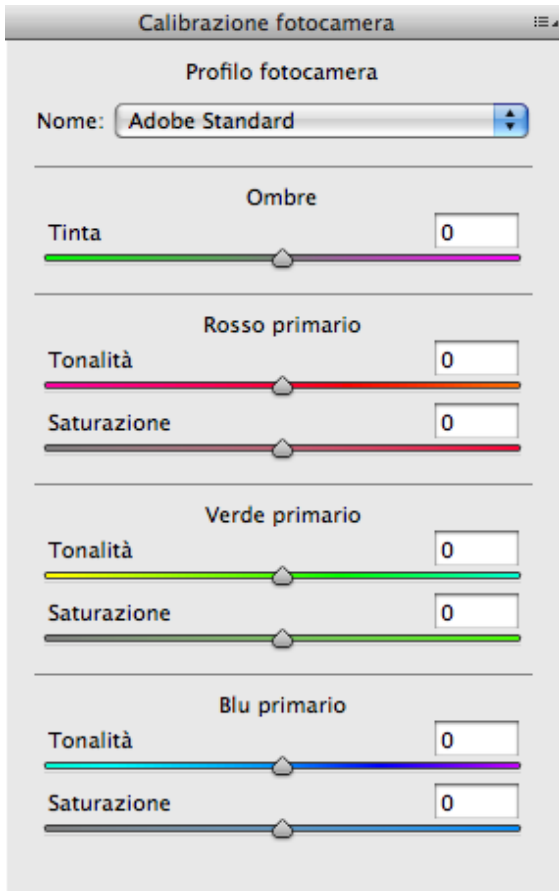 Calibrazione fotocamera
Profilo fotocamera
Nome: Adobe Standard
Ombre
Tinta 0
Rosso primario
Tonalità 0
Saturazione 0
Verde primario
Tonalità 0
Saturazione 0
Blu primario
Tonalità 0
Saturazione 0